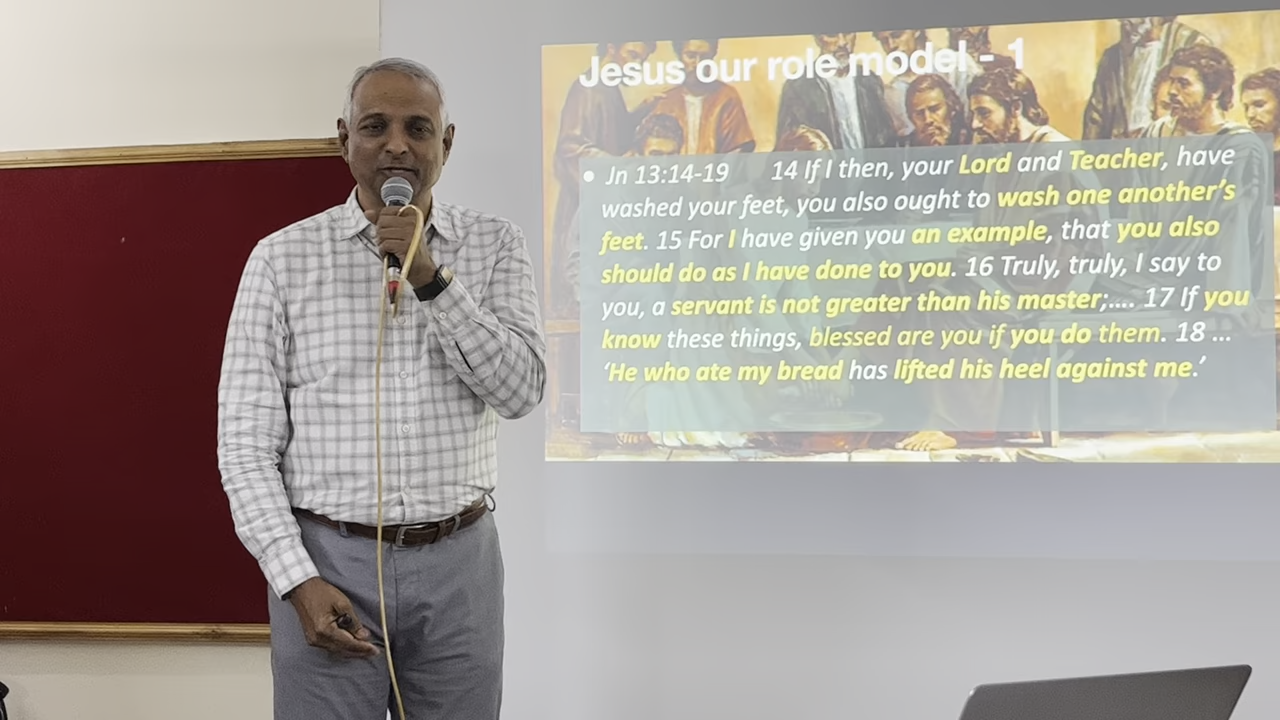 Jesus our role model - 1
• Jn 13:14-19 14 If I then, your Lord and Teacher, have
washed your feet, you also ought to wash one another's
feet. 15 For I have given you an example, that you also
should do as I have done to you. 16 Truly, truly, I say to
you, a servant is not greater than his master;.... 17 If you
know these things, blessed are you if you do them. 18 ...
‘He who ate my bread has lifted his heel against me.’